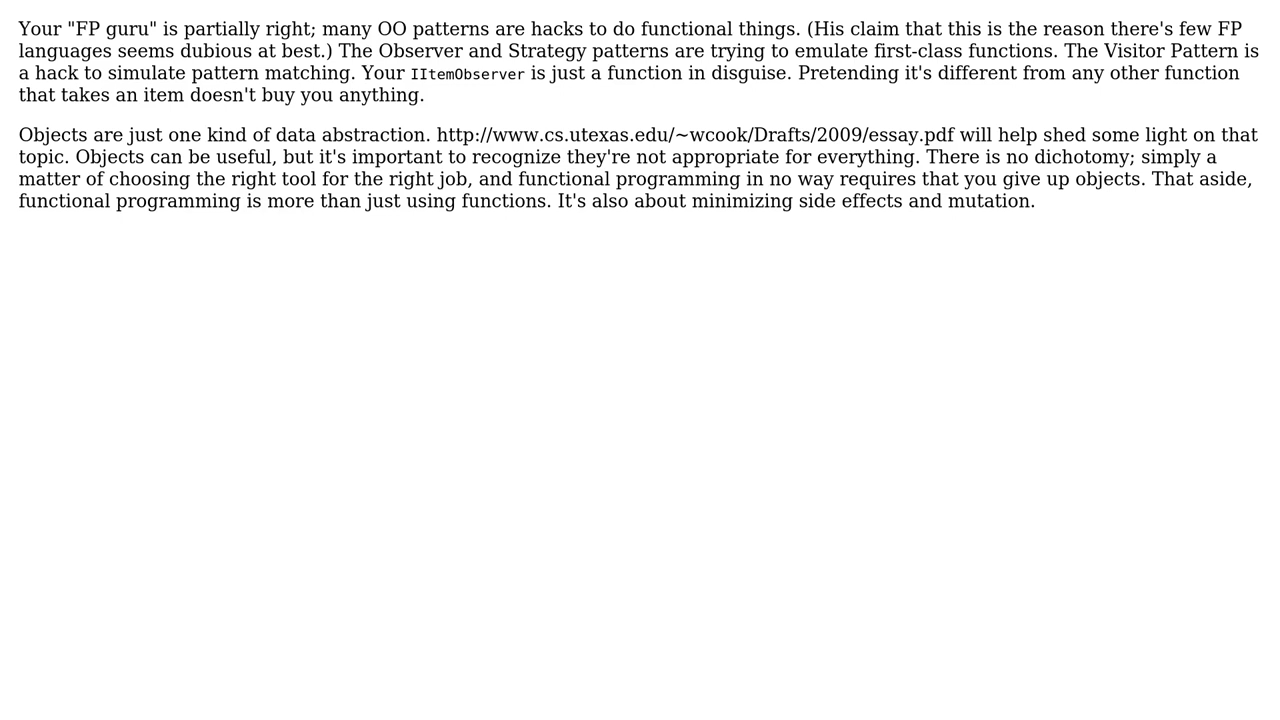 Your "FP guru" is partially right; many OO patterns are hacks to do functional things. (His claim that this is the reason there's few FP
languages seems dubious at best.) The Observer and Strategy patterns are trying to emulate first-class functions. The Visitor Pattern is
a hack to simulate pattern matching. Your IItemObserver is just a function in disguise. Pretending it's different from any other function
that takes an item doesn't buy you anything.
Objects are just one kind of data abstraction. http://www.cs.utexas.edu/~wcook/Drafts/2009/essay.pdf will help shed some light on that
topic. Objects can be useful, but it's important to recognize they're not appropriate for everything. There is no dichotomy; simply a
matter of choosing the right tool for the right job, and functional programming in no way requires that you give up objects. That aside,
functional programming is more than just using functions. It's also about minimizing side effects and mutation.